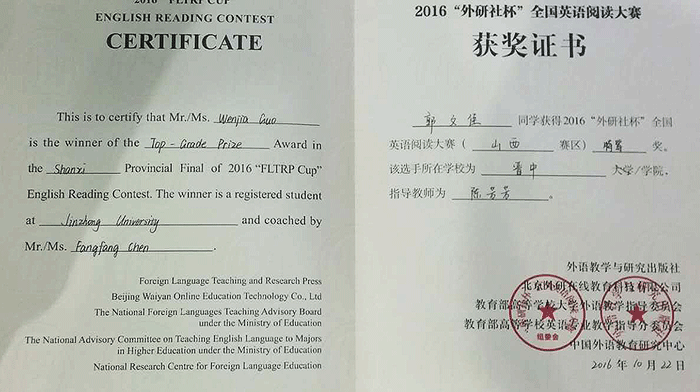 2016 "FLTRP CUP"
ENGLISH READING CONTEST
CERTIFICATE
This is to certify that Mr./Ms. Wenjia Guo
is the winner of the Top-Grade Prize Award in
the Shanxi Provincial Final of 2016 "FLTRP Cup"
English Reading Contest. The winner is a registered student
at Jinzhong University and coached by
Mr./Ms. Fangfang Chen.
Foreign Language Teaching and Research Press
Beijing Waiyan Online Education Technology Co., Ltd
The National Foreign Languages Teaching Advisory Board
under the Ministry of Education
The National Advisory Committee on Teaching English Language to Majors
in Higher Education under the Ministry of Education
National Research Centre for Foreign Language Education
2016 "外研社杯" 全国英语阅读大赛
获奖证书
郭文佳 同学获得2016 "外研社杯" 全国
英语阅读大赛（山西 赛区）特等 奖。
该选手所在学校为 晋中 大学/学院，
指导教师为 陈芳芳。
外语教学与研究出版社
北京外研在线教育科技有限公司
教育部高等学校大学外语教学指导委员会
教育部高等学校英语专业教学指导分委员会
中国外语教育研究中心
组委会
2016年10月22日